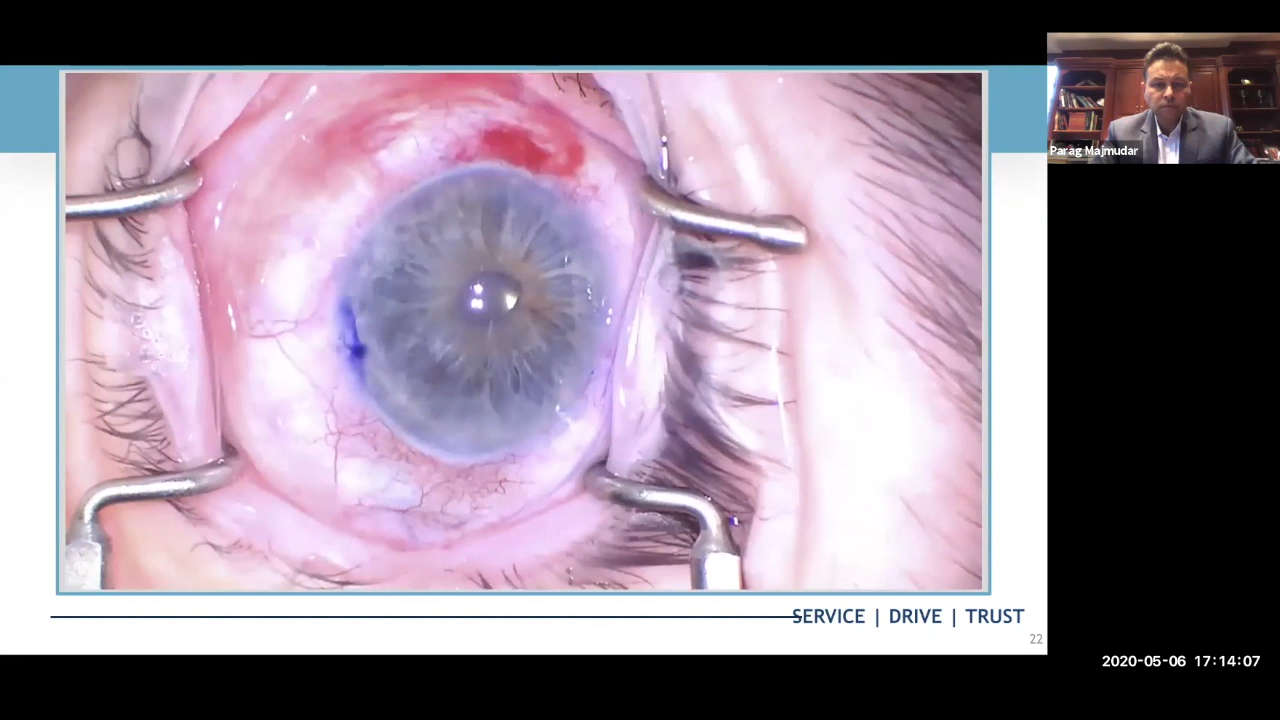 Parag Majmudar
SERVICE | DRIVE | TRUST
22
2020-05-06 17:14:07